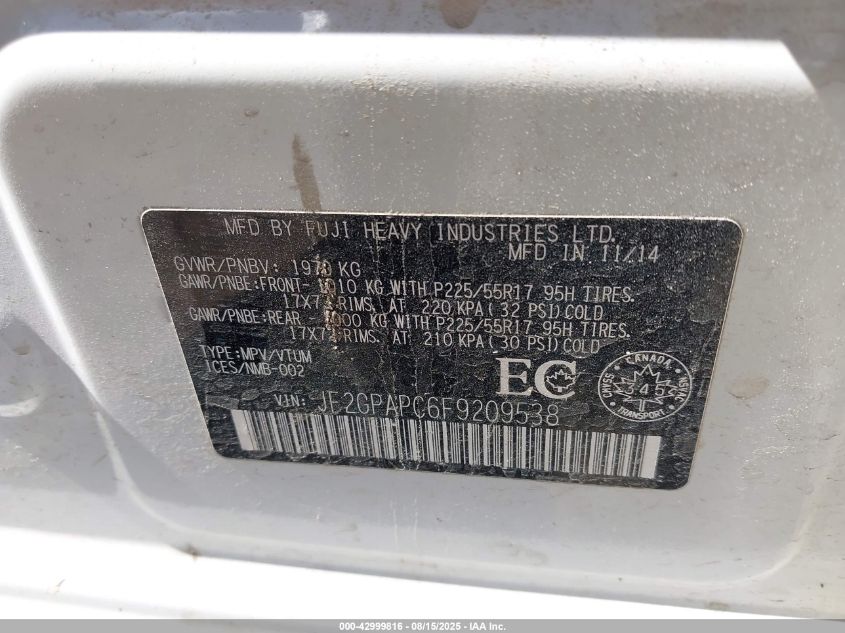 MFD BY FUJI HEAVY INDUSTRIES LTD.
MFD IN 11/14
GVWR/PNBV: 1970 KG
GAWR/PNBE:FRONT- 1010 KG WITH P225/55R17 95H TIRES.
17X7 RIMS. AT 220 KPA(32 PSI)COLD
GAWR/PNBE:REAR 1000 KG WITH P225/55R17 95H TIRES.
17X7 RIMS. AT 210 KPA(30 PSI)COLD
TYPE:MPV/VTUM
ICES/NMB-002
EC
CANADA
SSMVC
4
NSVAC
TRANSPORT
VIN: JF2GPAPC6F9209538
000-42999816 - 08/15/2025 - IAA Inc.